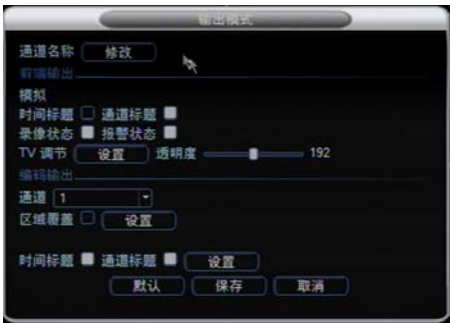 输出模式
通道名称 修改
前端输出
模拟
时间标题 通道标题
录像状态 报警状态
TV 调节 设置 透明度 192
编码输出
通道 1
区域覆盖 设置
时间标题 通道标题 设置
默认 保存 取消